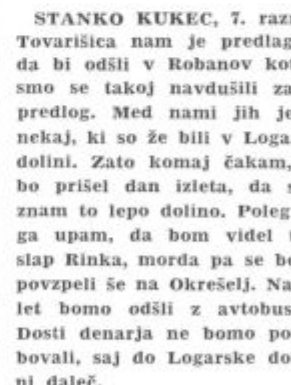 STANKO KUKEC, 7. raz
Tovarišica nam je predlag
da bi odšli v Robanov kot
smo se takoj navdušili za
predlog. Med nami jih je
nekaj, ki so že bili v Loga
dolini. Zato komaj čakam,
bo prišel dan izleta, da s
znam to lepo dolino. Poleg
ga upam, da bom videl t
slap Rinka, morda pa se bo
povzpeli še na Okrešelj. Na
let bomo odšli z avtobus
Dosti denarja ne bomo po
bovali, saj do Logarske do
ni daleč.